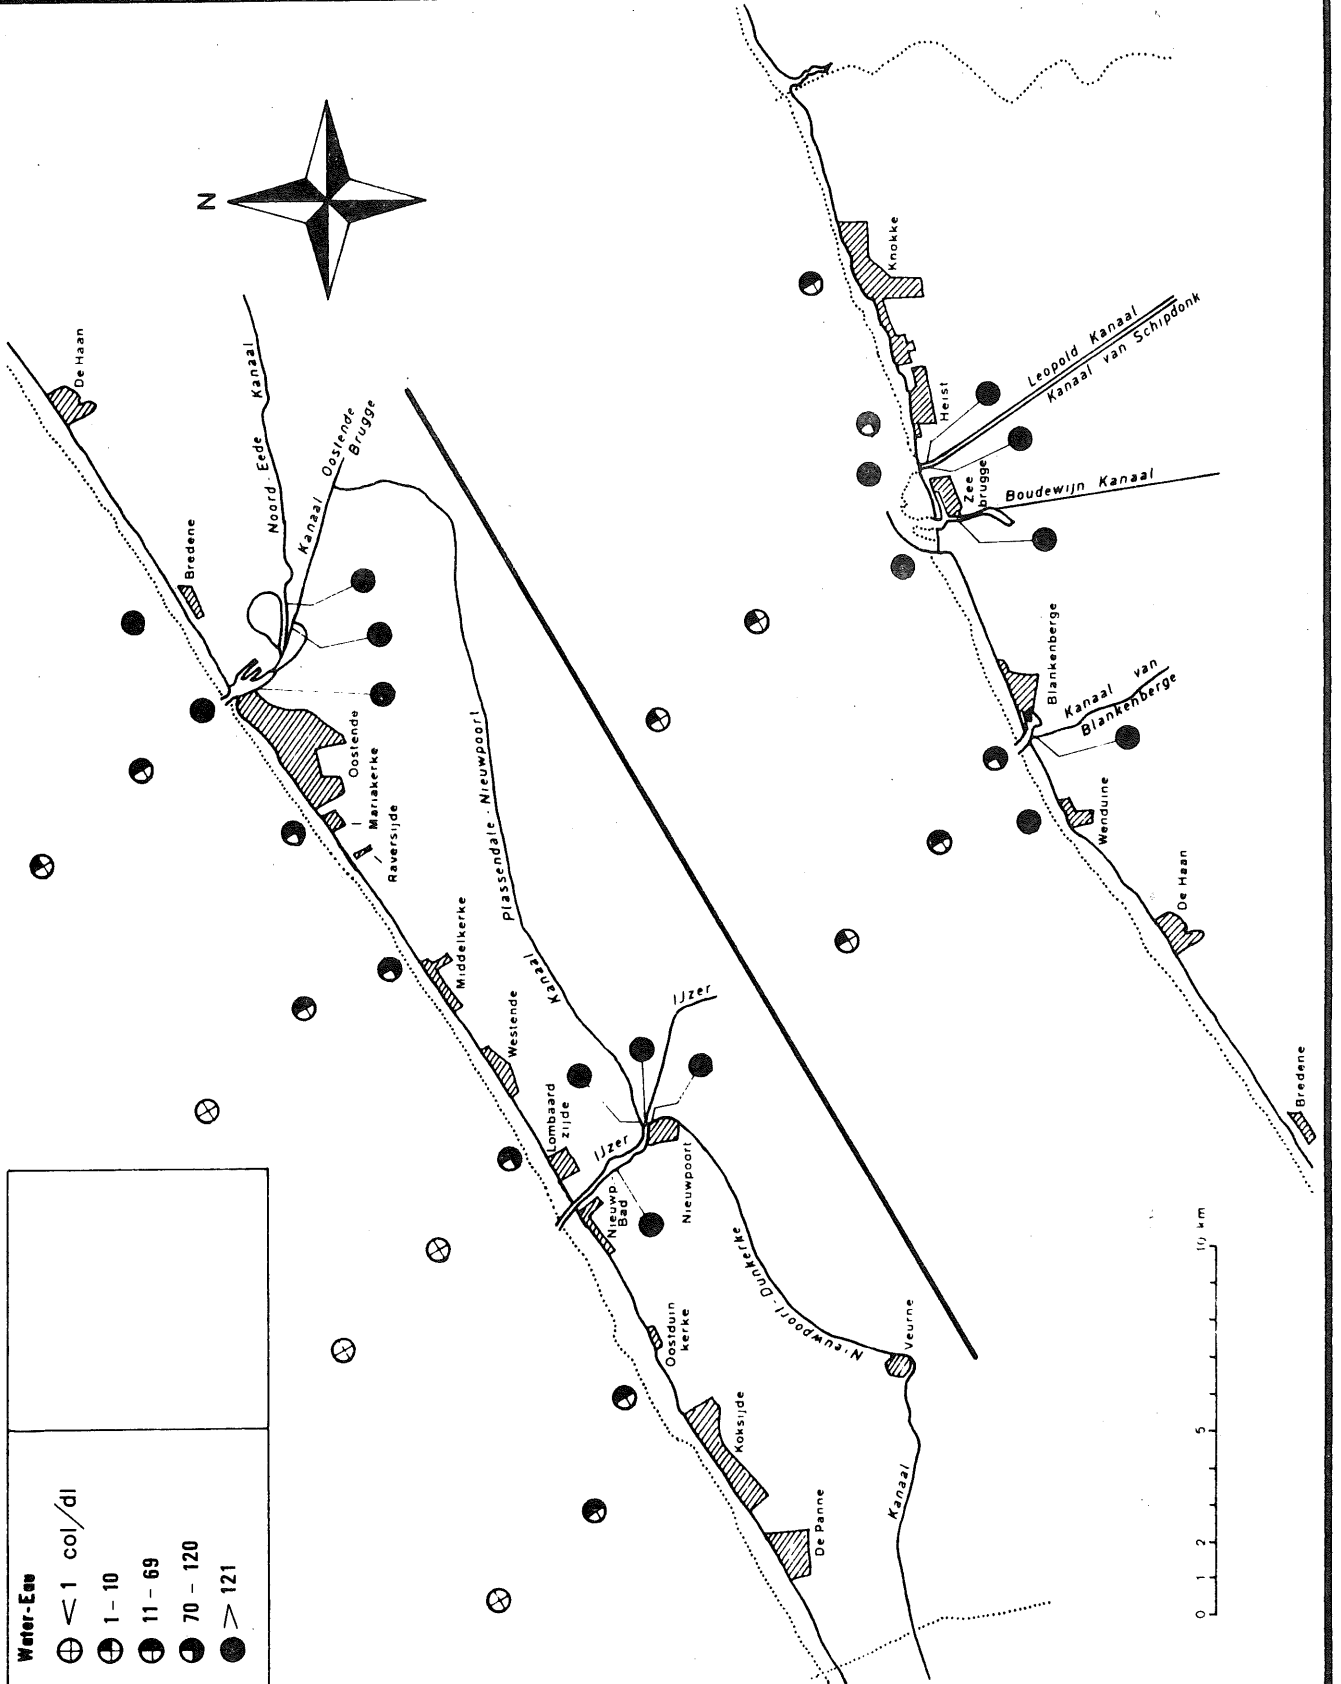 Water-Eau
< 1 col/dl
1 - 10
11 - 69
70 - 120
> 121
N
De Haan
Bredene
Noord-Eede Kanaal
Kanaal Oostende
Brugge
Oostende
Mariakerke
Raversijde
Middelkerke
Westende
Lombaard
zijde
IJzer
Nieuwp.
Bad
Nieuwpoort
IJzer
Kanaal Plassendale - Nieuwpoort
Oostduin
kerke
Koksijde
De Panne
Kanaal Nieuwpoort - Dunkerke
Veurne
Knokke
Heist
Leopold Kanaal
Kanaal van Schipdonk
Zee
brugge
Boudewijn Kanaal
Blankenberge
Kanaal van
Blankenberge
Wenduine
De Haan
Bredene
0 1 2 5 10 km